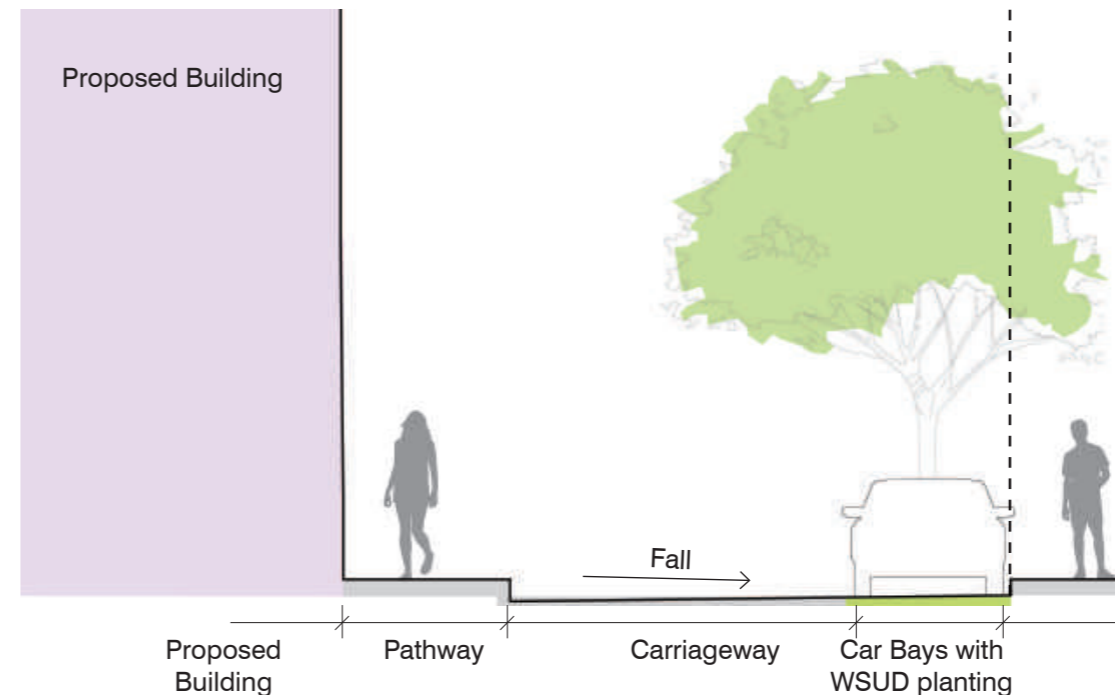 Proposed Building
Fall
Proposed
Building
Pathway
Carriageway
Car Bays with
WSUD planting